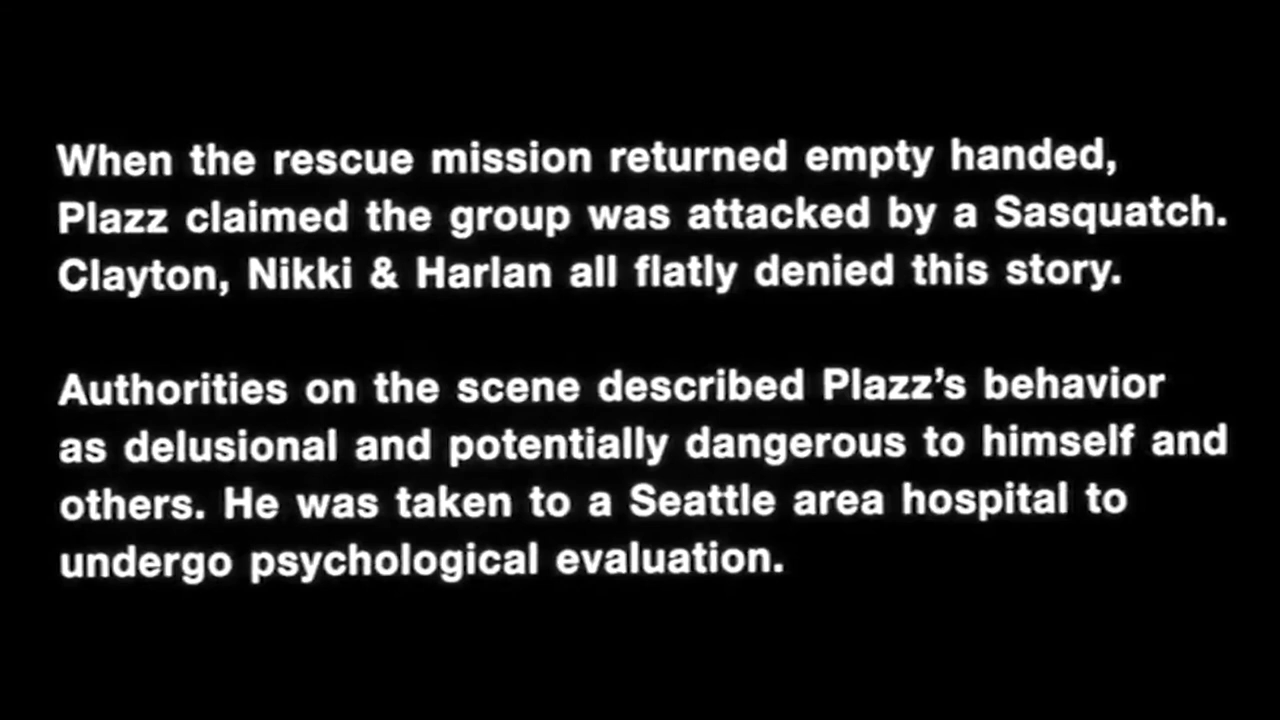 When the rescue mission returned empty handed,
Plazz claimed the group was attacked by a Sasquatch.
Clayton, Nikki & Harlan all flatly denied this story.
Authorities on the scene described Plazz’s behavior
as delusional and potentially dangerous to himself and
others. He was taken to a Seattle area hospital to
undergo psychological evaluation.